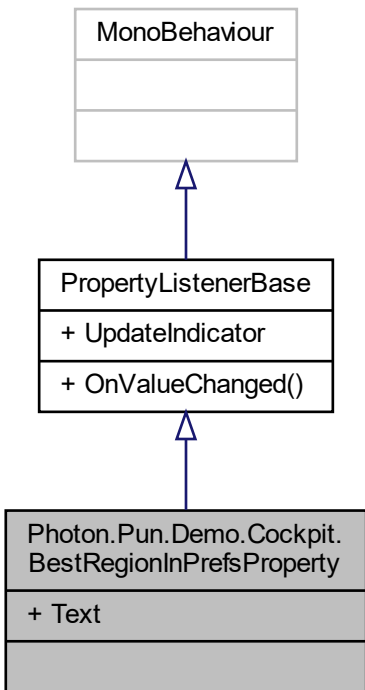 MonoBehaviour
PropertyListenerBase
+ UpdateIndicator
+ OnValueChanged()
Photon.Pun.Demo.Cockpit.
BestRegionInPrefsProperty
+ Text